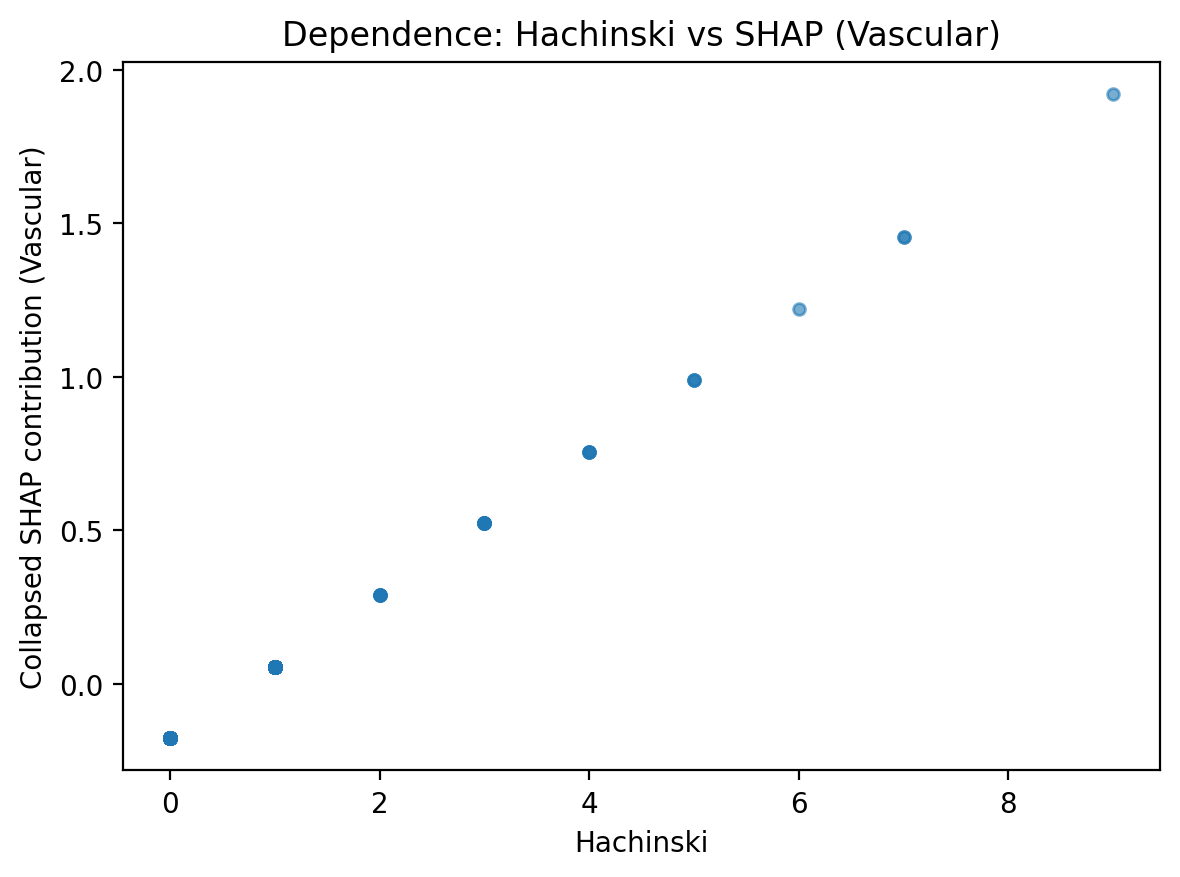 Dependence: Hachinski vs SHAP (Vascular)
Collapsed SHAP contribution (Vascular)
2.0
1.5
1.0
0.5
0.0
0 2 4 6 8
Hachinski